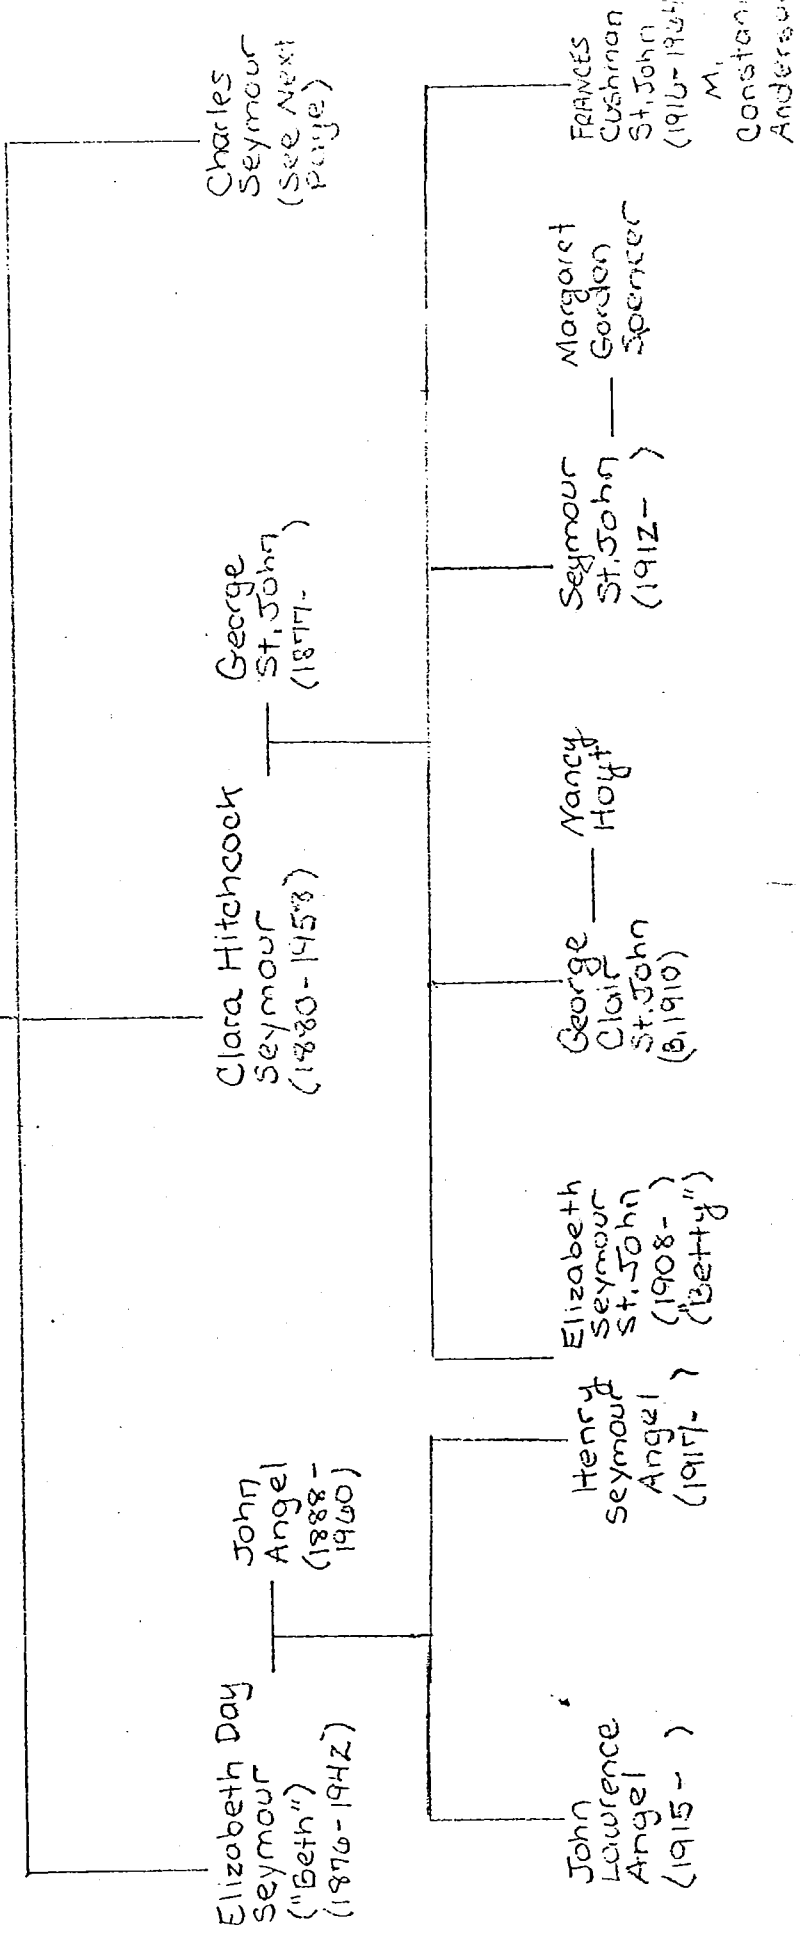 Elizabeth Day
Seymour
("Beth")
(1876-1942)
John
Angel
(1888-
1960)
Clara Hitchcock
Seymour
(1880-1958)
George
St. John
(1877-
)
Charles
Seymour
(See Next
page)
John
Lawrence
Angel
(1915- )
Henry
Seymour
Angel
(1917- )
Elizabeth
Seymour
St. John
(1908- )
("Betty")
George
Clair
St. John
(B. 1910)
Nancy
Hoyt
Seymour
St. John
(1912- )
Margaret
Gordon
Spencer
FRANCES
Cushman
St. John
M.